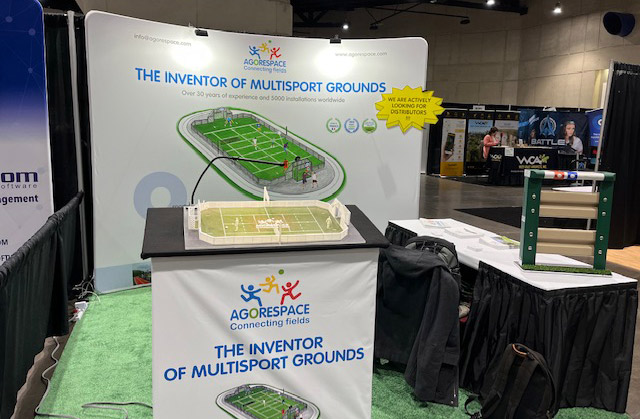 info@agorespace.com
www.agorespace.com
AGORESPACE
Connecting fields
THE INVENTOR OF MULTISPORT GROUNDS
Over 30 years of experience and 5000 installations worldwide
WE ARE ACTIVELY
LOOKING FOR
DISTRIBUTORS
!!!
om
software
agement
BATTLE
AGORESPACE
Connecting fields
THE INVENTOR
OF MULTISPORT GROUNDS